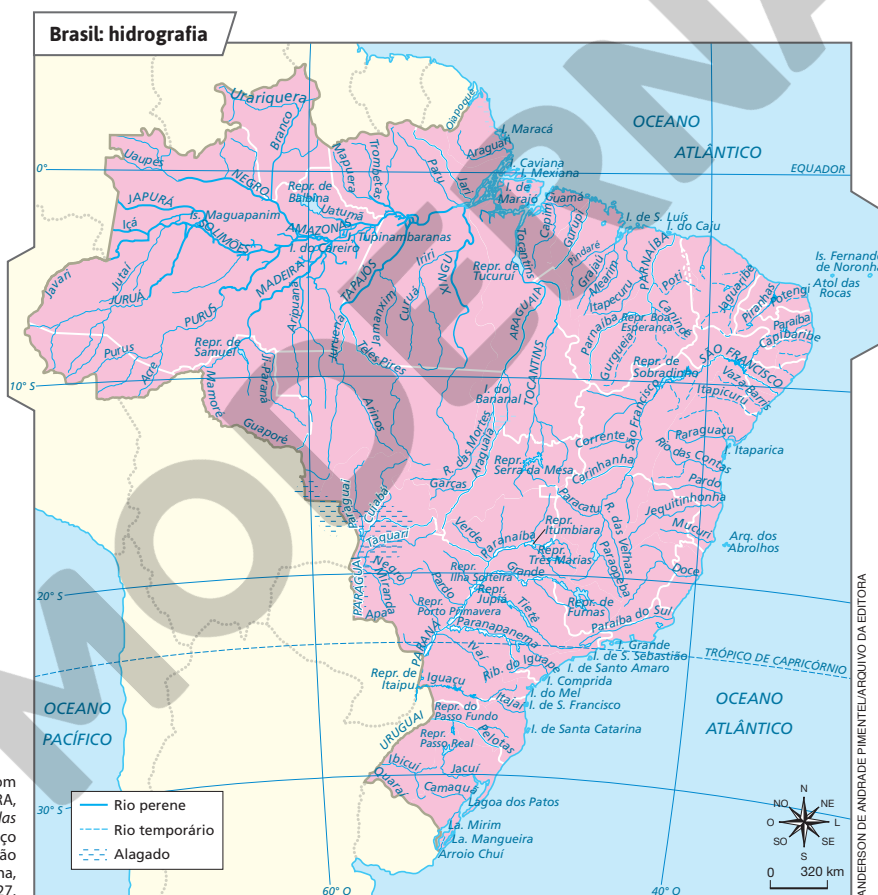 Brasil: hidrografia
Urariquera
Oiapoque
OCEANO
ATLÂNTICO
Branco
I. Maracá
Araguari
Uaupes
Mapuera
Trombetas
Paru
Jari
I. Caviana
I. Mexiana
0°
EQUADOR
NEGRO
Repr. de
Balbina
I. de
Marajó
Guamá
JAPURÁ
Uatumã
Içá
Is. Maguapanim
AMAZONAS
I. Tupinambaranas
SOLIMÕES
I. do Careiro
Capim
Gurupi
I. de S. Luís
I. do Caju
Tocantins
Pindaré
PARNAÍBA
Is. Fernando
de Noronha
Atol das
Rocas
Javari
Jutaí
JURUÁ
MADEIRA
TAPAJÓS
Iriri
XINGU
Repr. de
Tucuruí
Grajaú
Mearim
Itapecuru
Poti
Jaguaribe
Piranhas
Potengi
PURUS
Aripuanã
Jamanxim
Curuá
ARAGUAIA
Parnaíba
Repr. Boa
Esperança
Canindé
Paraíba
Capibaribe
Purus
Acre
Repr. de
Samuel
Juruena
Teles Pires
Gurgueia
Repr. de
Sobradinho
SÃO FRANCISCO
Vaza-Barris
10° S
Mamoré
Ji-Paraná
I. do
Bananal
TOCANTINS
Itapicuru
Arinos
São Francisco
Guaporé
R. das Mortes
Araguaia
Corrente
Paraguaçu
I. Itaparica
Rio das Contas
Repr.
Serra da Mesa
Carinhanha
Pardo
Garças
Paraguai
Cuiabá
Paracatu
Jequitinhonha
R. das Velhas
Mucuri
Taquari
Verde
Paranaíba
Repr.
Itumbiara
Repr.
Três Marias
Arq. dos
Abrolhos
Paraopeba
Doce
PARAGUAI
Negro
Miranda
Repr.
Ilha Solteira
Grande
20° S
Pardo
Repr.
Jupiá
Apa
Repr.
Porto Primavera
Tietê
Repr. de
Furnas
Paraíba do Sul
Paranapanema
PARANÁ
I. Grande
I. de S. Sebastião
TRÓPICO DE CAPRICÓRNIO
Ivaí
Rib. do Iguape
I. de Santo Amaro
Repr. de
Itaipu
Iguaçu
I. Comprida
I. do Mel
I. de S. Francisco
Itajaí
OCEANO
PACÍFICO
OCEANO
ATLÂNTICO
Repr. do
Passo Fundo
URUGUAI
Repr.
Passo Real
Pelotas
I. de Santa Catarina
Ibicuí
Jacuí
Quaraí
Camaquã
Lagoa dos Patos
30° S
La. Mirim
La. Mangueira
Arroio Chuí
Rio perene
Rio temporário
Alagado
N
NO
NE
O
L
SO
SE
S
0 320 km
60° O
40° O
ANDERSON DE ANDRADE PIMENTEL/ARQUIVO DA EDITORA
om
RA,
das
ço
ão
na,
27.
MODERNA